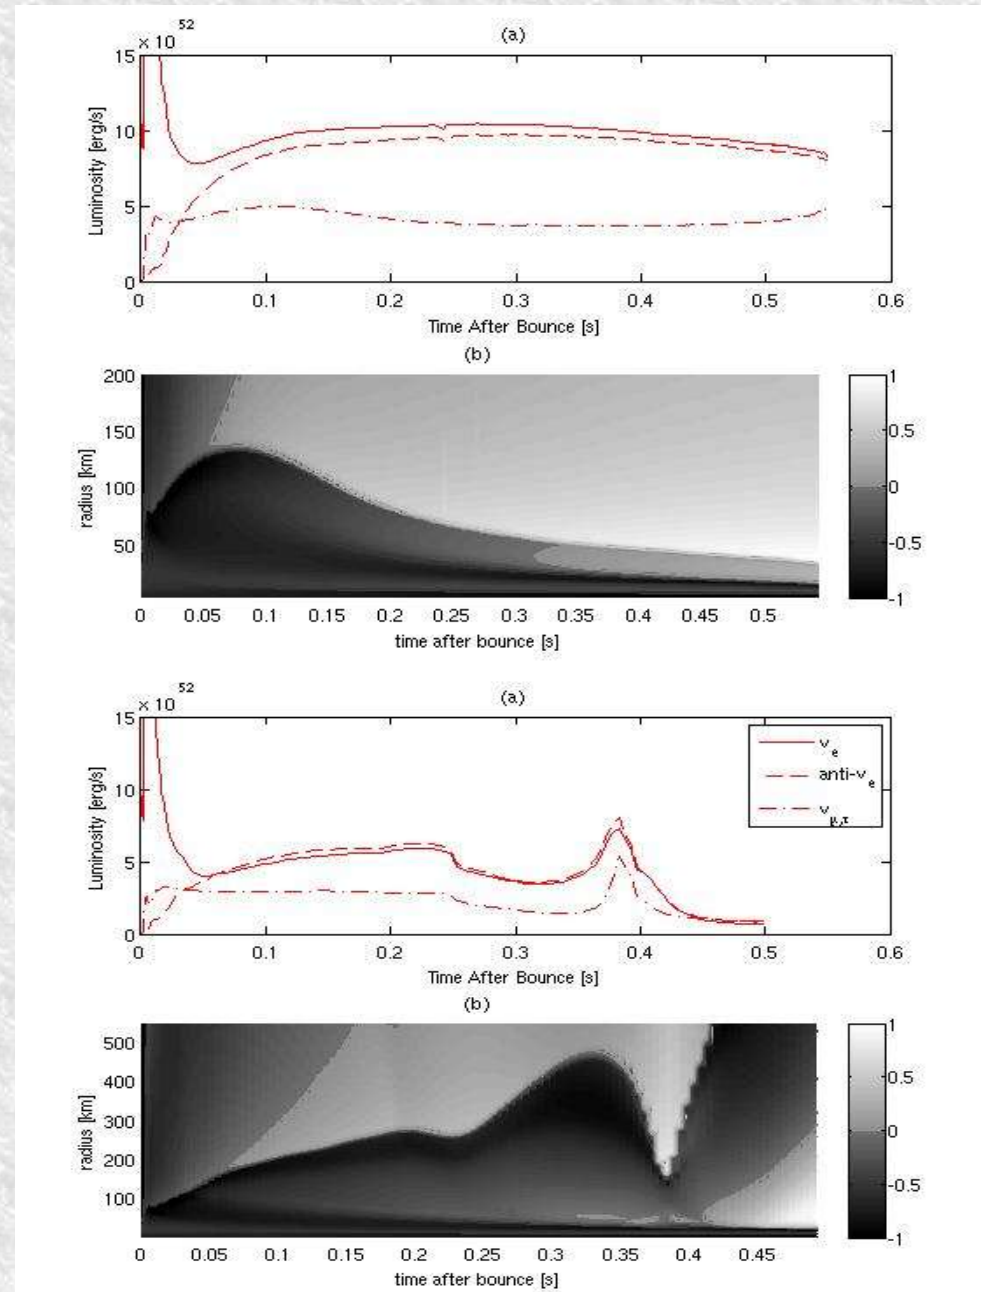 (a)
× 10 52
15
10
5
0
Luminosity [erg/s]
0 0.1 0.2 0.3 0.4 0.5 0.6
Time After Bounce [s]
(b)
200
150
100
50
radius [km]
1
0.5
0
-0.5
-1
0 0.05 0.1 0.15 0.2 0.25 0.3 0.35 0.4 0.45 0.5
time after bounce [s]
(a)
× 10 52
15
10
5
0
Luminosity [erg/s]
ν e
anti-ν e
ν μ,τ
0 0.1 0.2 0.3 0.4 0.5 0.6
Time After Bounce [s]
(b)
500
400
300
200
100
radius [km]
1
0.5
0
-0.5
-1
0 0.05 0.1 0.15 0.2 0.25 0.3 0.35 0.4 0.45
time after bounce [s]